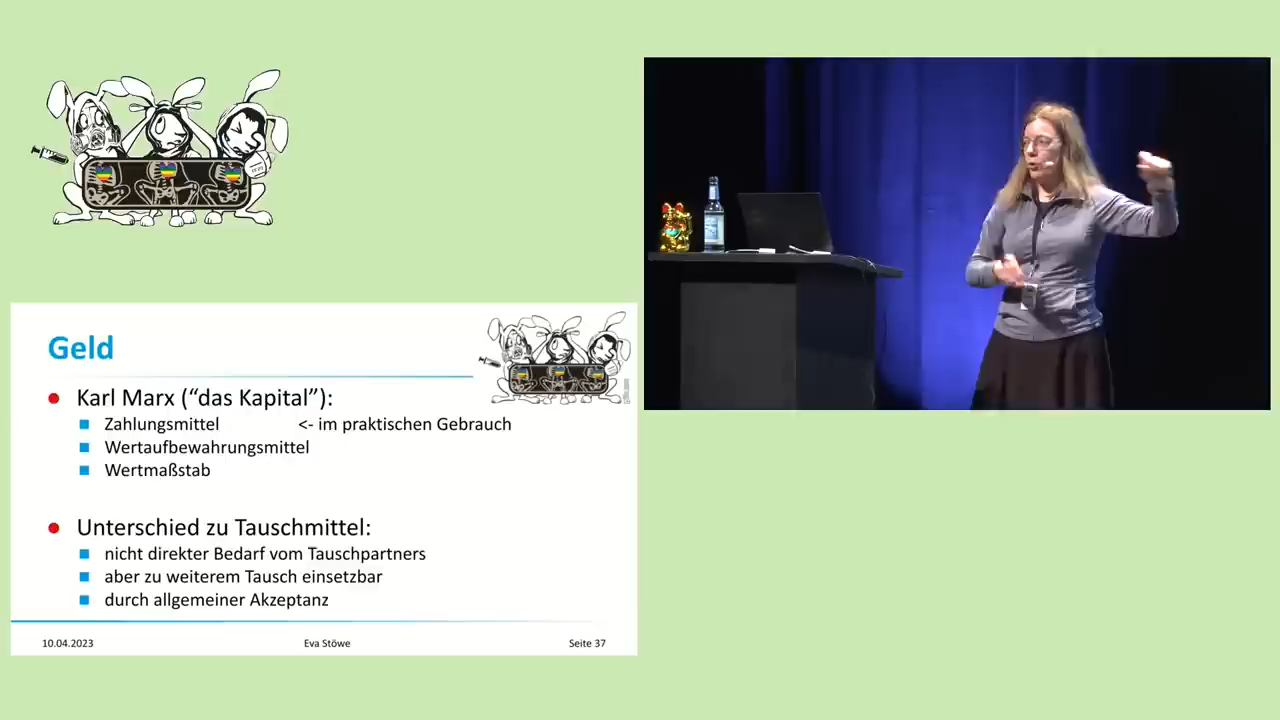 Geld
Karl Marx (“das Kapital”):
Zahlungsmittel <- im praktischen Gebrauch
Wertaufbewahrungsmittel
Wertmaßstab
Unterschied zu Tauschmittel:
nicht direkter Bedarf vom Tauschpartners
aber zu weiterem Tausch einsetzbar
durch allgemeiner Akzeptanz
10.04.2023 Eva Stöwe Seite 37